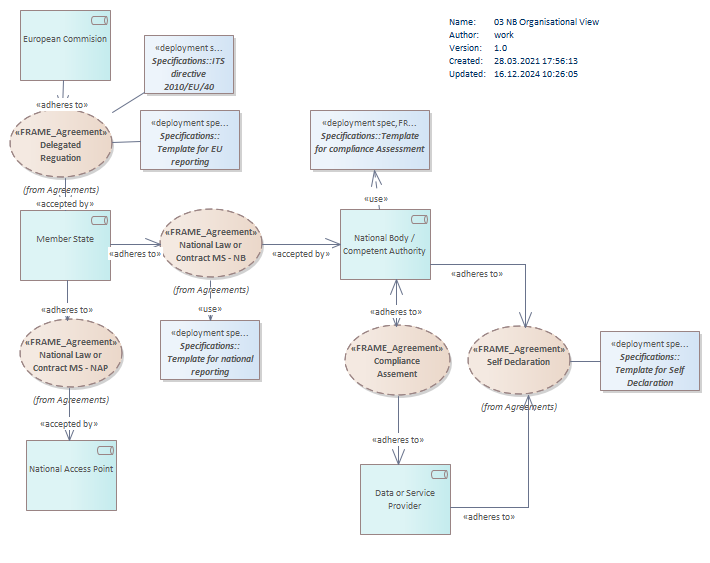 Name: 03 NB Organisational View
Author: work
Version: 1.0
Created: 28.03.2021 17:56:13
Updated: 16.12.2024 10:26:05
European Commision
«deployment s...
Specifications::ITS
directive
2010/EU/40
«adheres to»
«FRAME_Agreement»
Delegated
Reguation
(from Agreements)
«deployment spe...
Specifications::
Template for EU
reporting
«deployment spec,FR...
Specifications::Template
for compliance Assessment
«accepted by»
«use»
Member State
«adheres to»
«FRAME_Agreement»
National Law or
Contract MS - NB
(from Agreements)
«accepted by»
National Body /
Competent Authority
«adheres to»
«adheres to»
«use»
«adheres to»
«FRAME_Agreement»
National Law or
Contract MS - NAP
(from Agreements)
«deployment spe...
Specifications::
Template for national
reporting
«FRAME_Agreement»
Compliance
Assement
«FRAME_Agreement»
Self Declaration
(from Agreements)
«deployment spe...
Specifications::
Template for Self
Declaration
«accepted by»
«adheres to»
National Access Point
Data or Service
Provider
«adheres to»